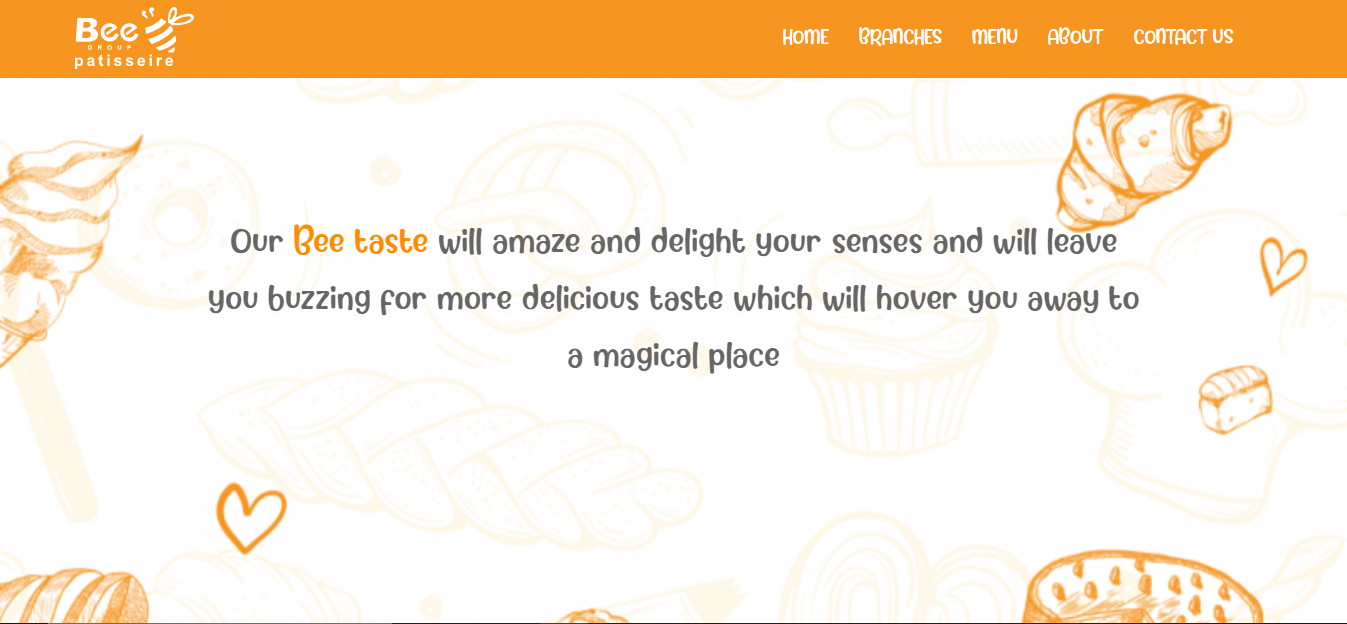 Bee
GROUP
patisseire
HOME BRANCHES MENU ABOUT CONTACT US
Our Bee taste will amaze and delight your senses and will leave
you buzzing for more delicious taste which will hover you away to
a magical place